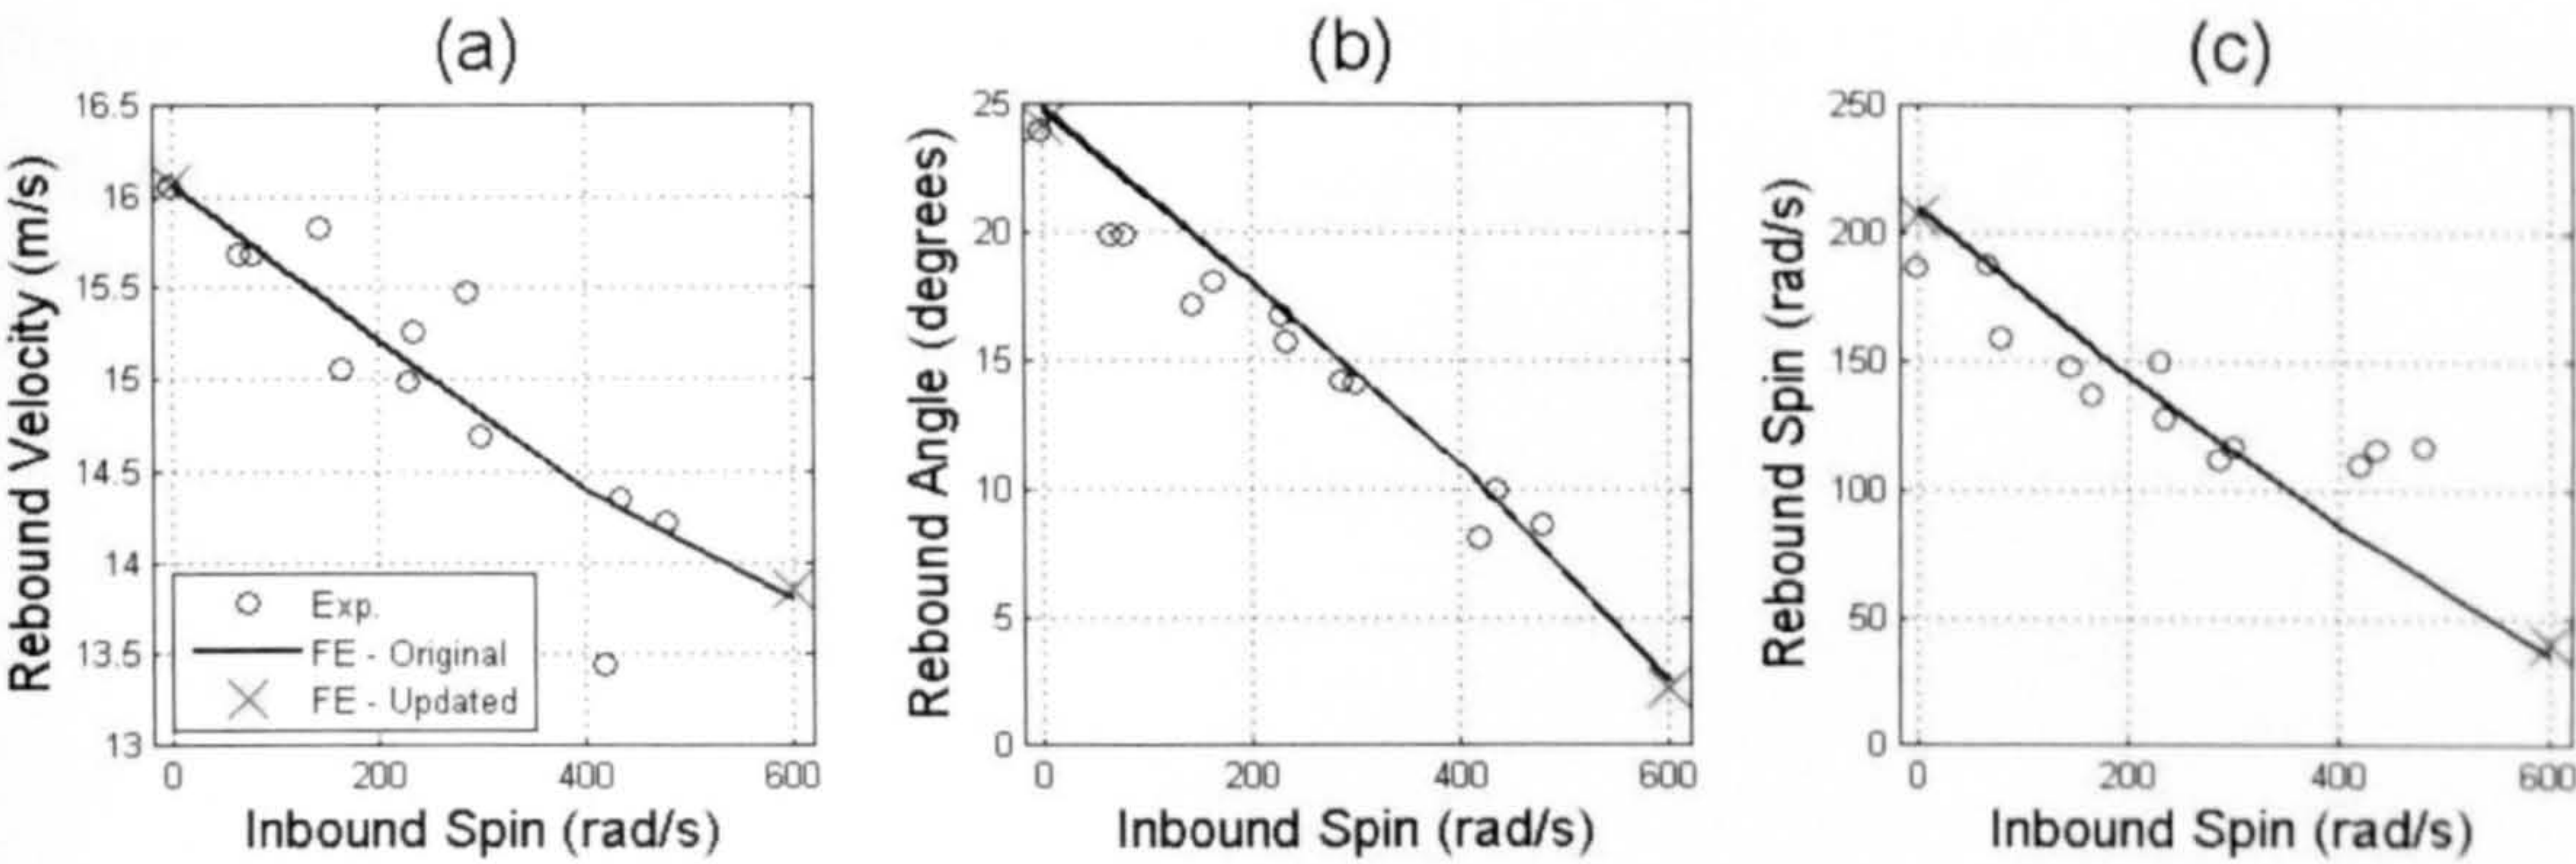 (a)
Rebound Velocity (m/s)
16.5
16
15.5
15
14.5
14
13.5
13
Exp.
FE - Original
FE - Updated
0 200 400 600
Inbound Spin (rad/s)
(b)
Rebound Angle (degrees)
25
20
15
10
5
0
0 200 400 600
Inbound Spin (rad/s)
(c)
Rebound Spin (rad/s)
250
200
150
100
50
0
0 200 400 600
Inbound Spin (rad/s)